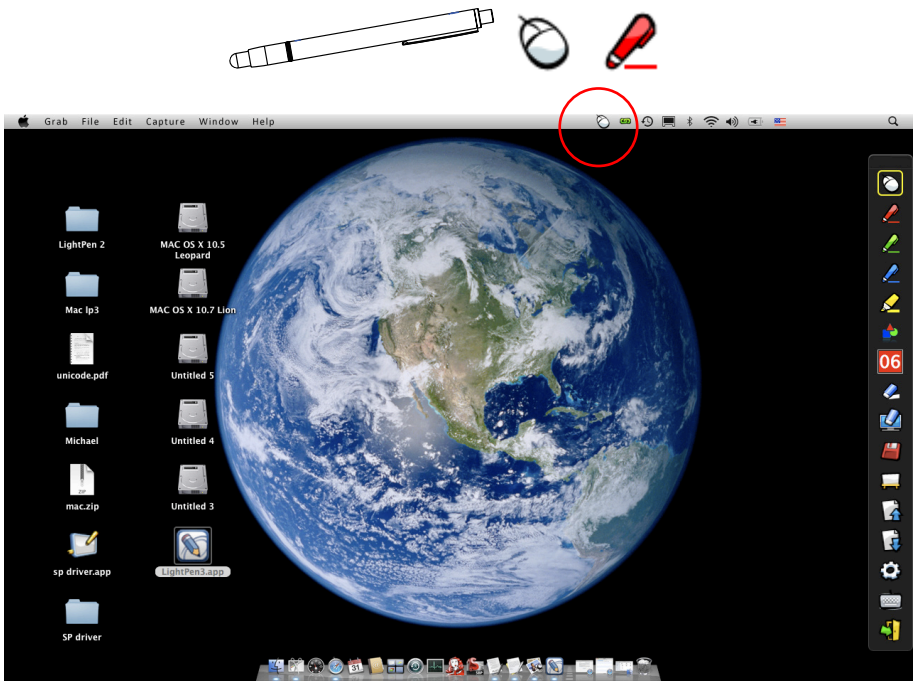 Grab File Edit Capture Window Help
LightPen 2
MAC OS X 10.5
Leopard
Mac lp3
MAC OS X 10.7 Lion
unicode.pdf
Untitled 5
Michael
Untitled 4
ZIP
mac.zip
Untitled 3
sp driver.app
LightPen3.app
SP driver
06
31